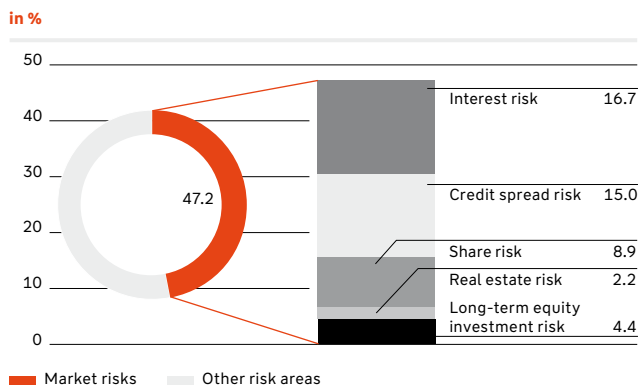 in %
50
40
30
20
10
0
47.2
Interest risk 16.7
Credit spread risk 15.0
Share risk 8.9
Real estate risk 2.2
Long-term equity
investment risk 4.4
Market risks Other risk areas